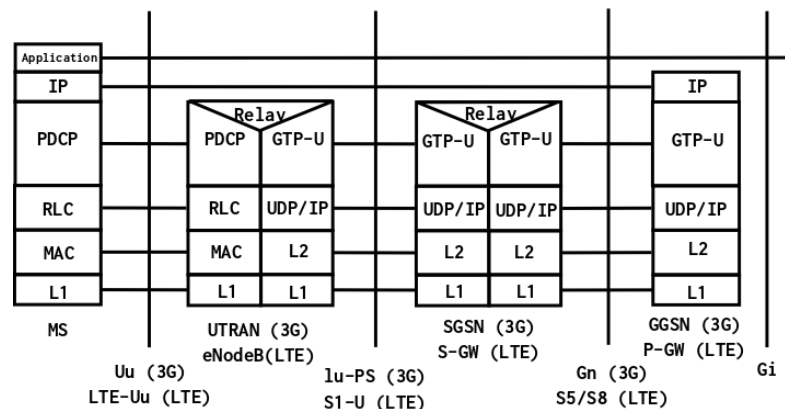 Application
IP IP
Relay Relay
PDCP PDCP GTP-U GTP-U GTP-U GTP-U
RLC RLC UDP/IP UDP/IP UDP/IP UDP/IP
MAC MAC L2 L2 L2 L2
L1 L1 L1 L1 L1 L1
MS
UTRAN (3G)
eNodeB(LTE)
SGSN (3G)
S-GW (LTE)
GGSN (3G)
P-GW (LTE)
Uu (3G)
LTE-Uu (LTE)
lu-PS (3G)
S1-U (LTE)
Gn (3G)
S5/S8 (LTE)
Gi